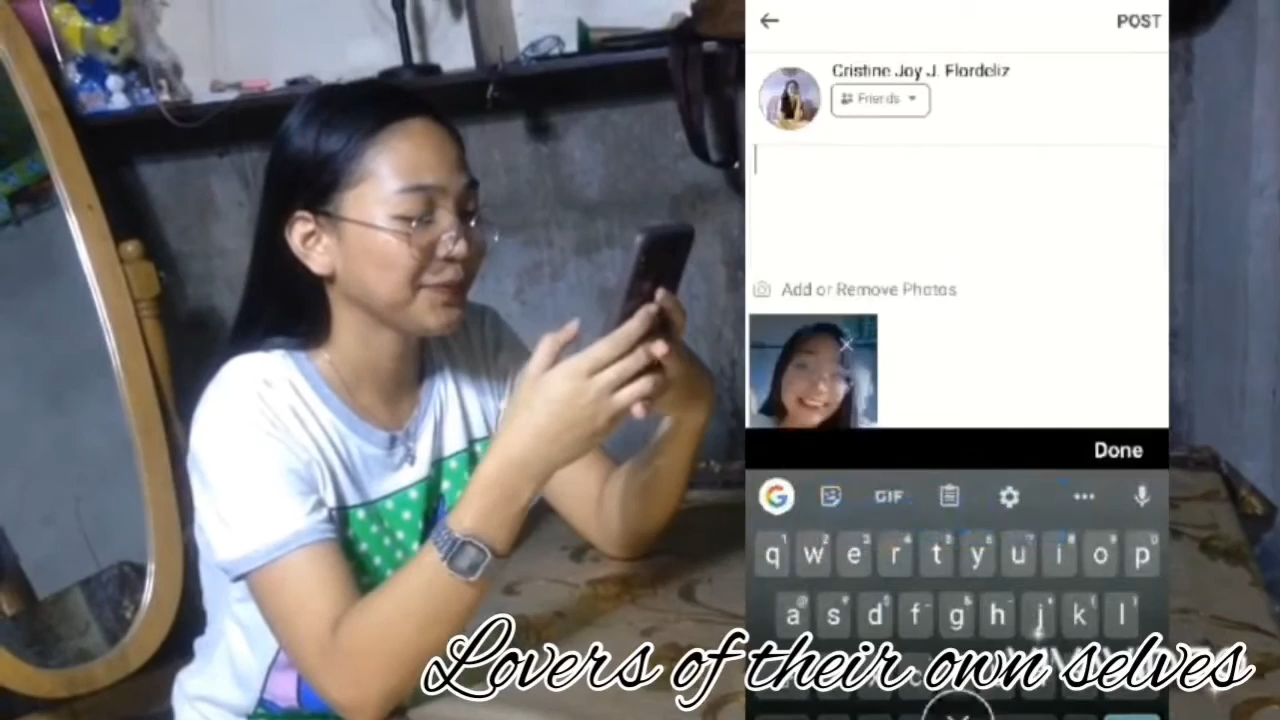 POST
Cristine Joy J. Flordeliz
Friends
Add or Remove Photos
Done
GIF
q w e r t y u i o p
a s d f g h j k l
Lovers of their own selves